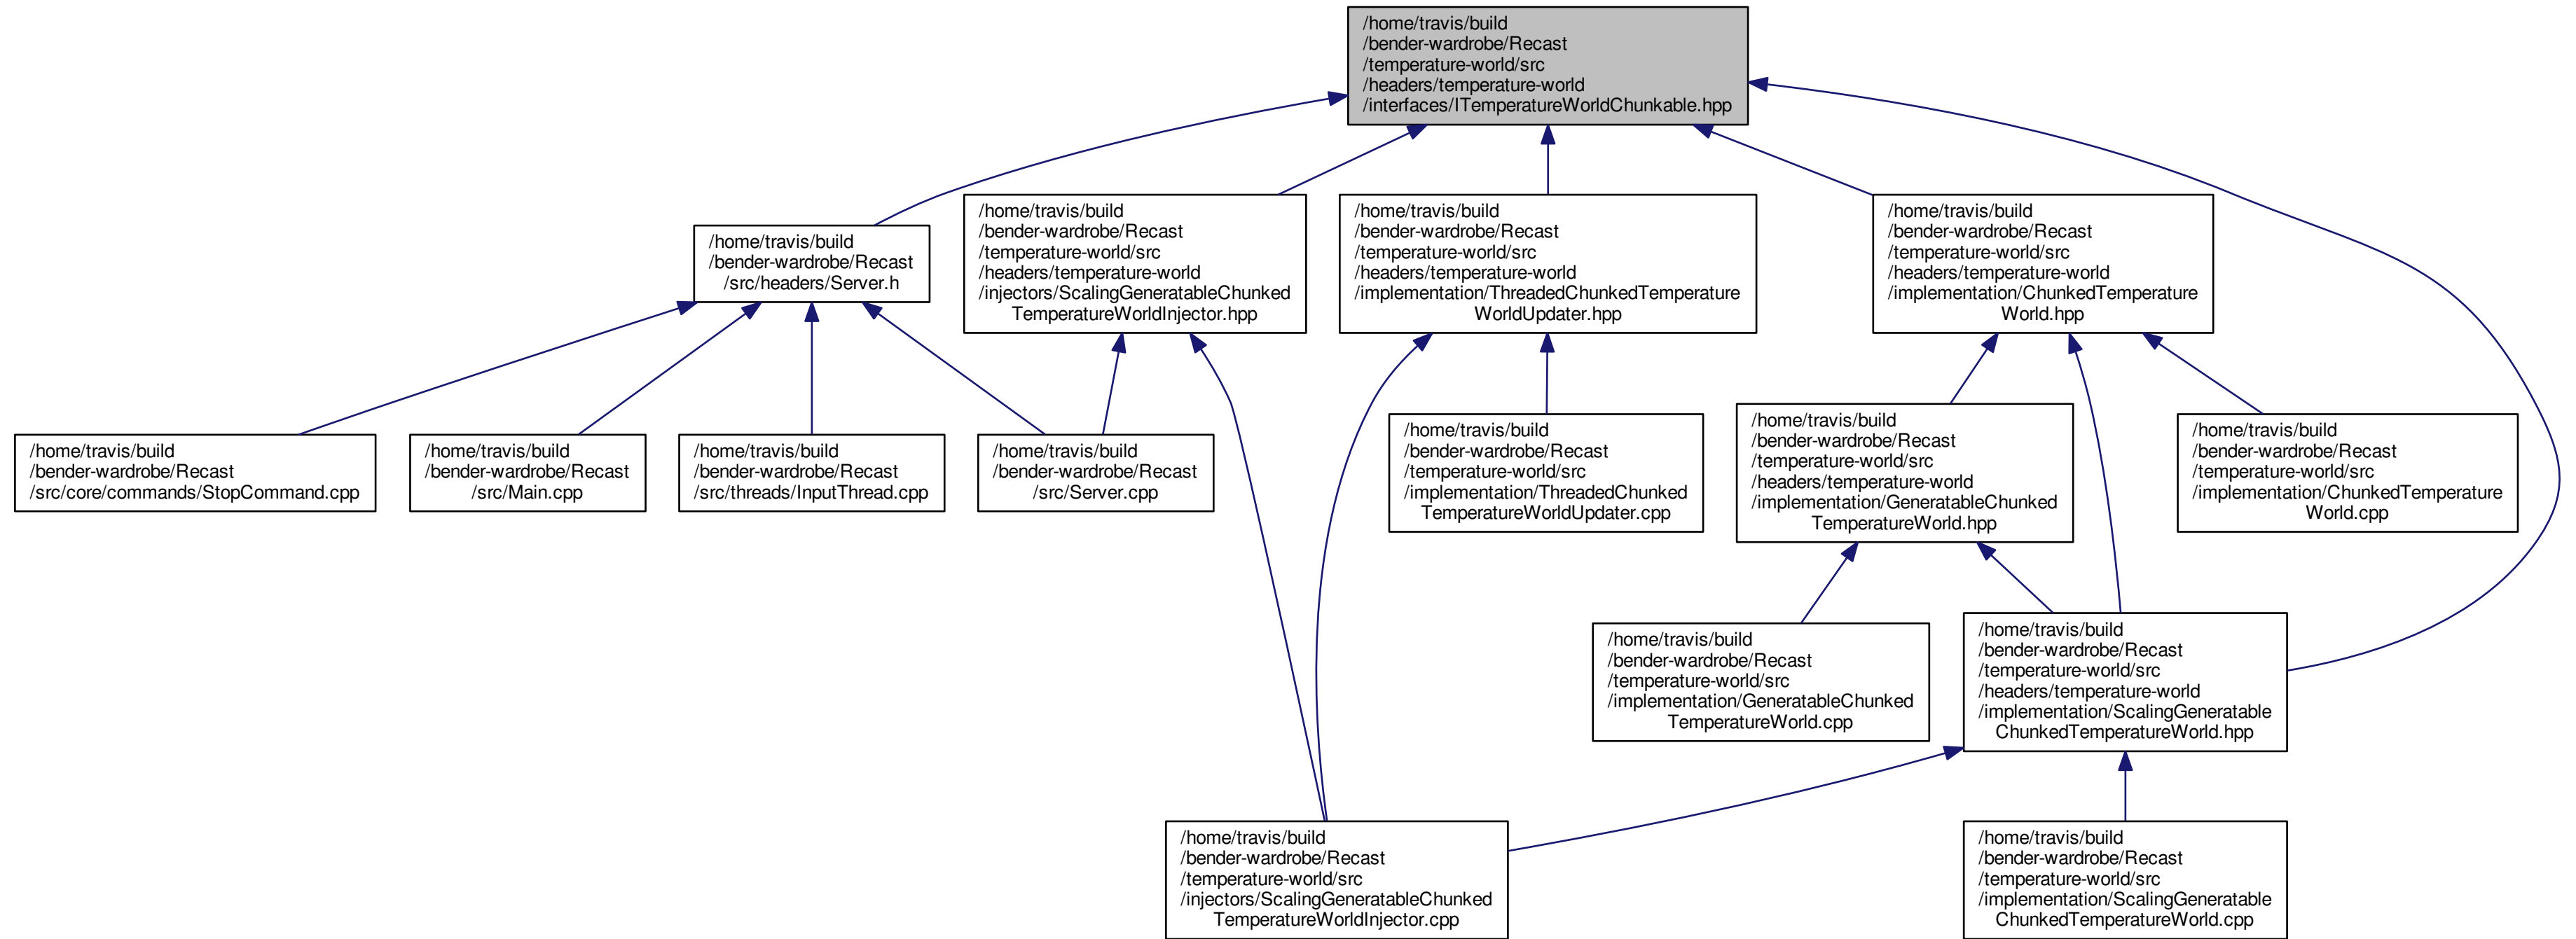 /home/travis/build
/bender-wardrobe/Recast
/temperature-world/src
/headers/temperature-world
/interfaces/ITemperatureWorldChunkable.hpp
/home/travis/build
/bender-wardrobe/Recast
/src/headers/Server.h
/home/travis/build
/bender-wardrobe/Recast
/temperature-world/src
/headers/temperature-world
/injectors/ScalingGeneratableChunked
TemperatureWorldInjector.hpp
/home/travis/build
/bender-wardrobe/Recast
/temperature-world/src
/headers/temperature-world
/implementation/ThreadedChunkedTemperature
WorldUpdater.hpp
/home/travis/build
/bender-wardrobe/Recast
/temperature-world/src
/headers/temperature-world
/implementation/ChunkedTemperature
World.hpp
/home/travis/build
/bender-wardrobe/Recast
/src/core/commands/StopCommand.cpp
/home/travis/build
/bender-wardrobe/Recast
/src/Main.cpp
/home/travis/build
/bender-wardrobe/Recast
/src/threads/InputThread.cpp
/home/travis/build
/bender-wardrobe/Recast
/src/Server.cpp
/home/travis/build
/bender-wardrobe/Recast
/temperature-world/src
/implementation/ThreadedChunked
TemperatureWorldUpdater.cpp
/home/travis/build
/bender-wardrobe/Recast
/temperature-world/src
/headers/temperature-world
/implementation/GeneratableChunked
TemperatureWorld.hpp
/home/travis/build
/bender-wardrobe/Recast
/temperature-world/src
/implementation/ChunkedTemperature
World.cpp
/home/travis/build
/bender-wardrobe/Recast
/temperature-world/src
/implementation/GeneratableChunked
TemperatureWorld.cpp
/home/travis/build
/bender-wardrobe/Recast
/temperature-world/src
/headers/temperature-world
/implementation/ScalingGeneratable
ChunkedTemperatureWorld.hpp
/home/travis/build
/bender-wardrobe/Recast
/temperature-world/src
/injectors/ScalingGeneratableChunked
TemperatureWorldInjector.cpp
/home/travis/build
/bender-wardrobe/Recast
/temperature-world/src
/implementation/ScalingGeneratable
ChunkedTemperatureWorld.cpp